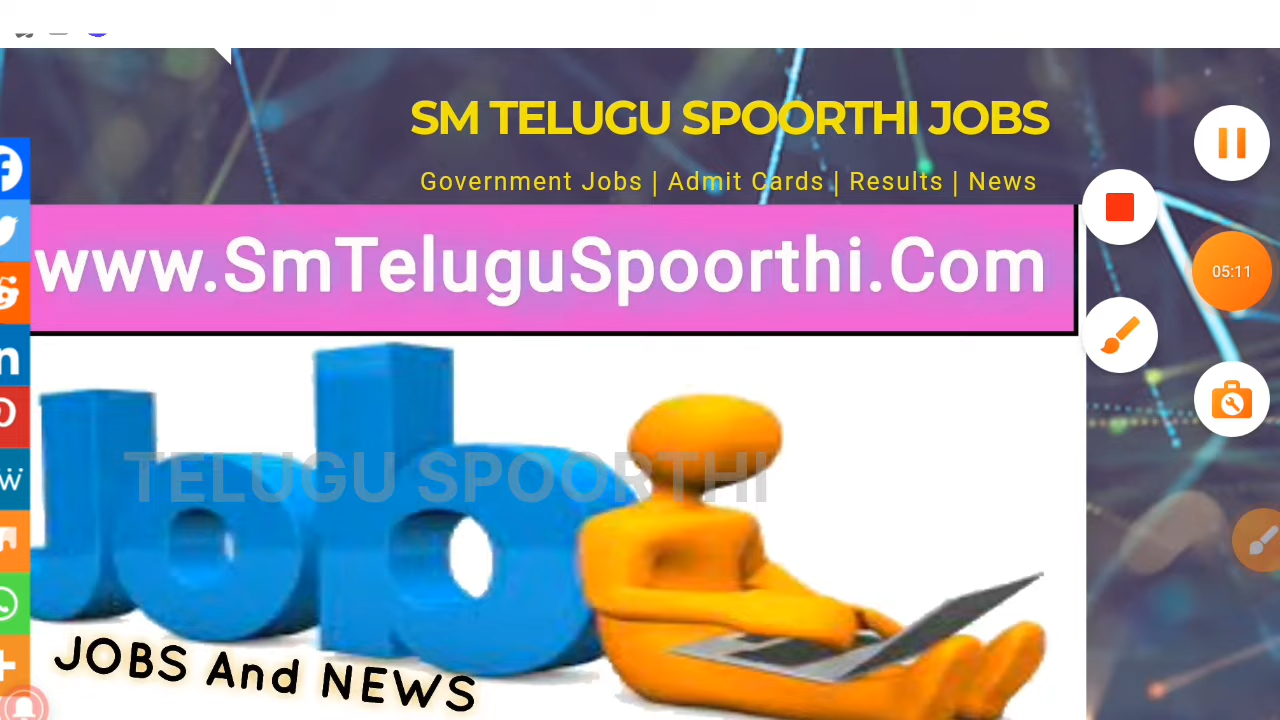 SM TELUGU SPOORTHI JOBS
Government Jobs | Admit Cards | Results | News
www.SmTeluguSpoorthi.Com
05:11
Job
TELUGU SPOORTHI
JOBS And NEWS